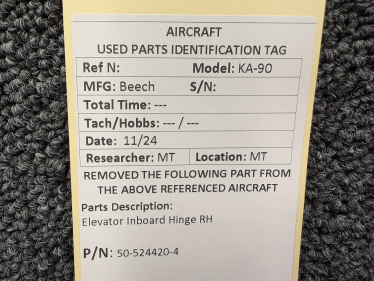 AIRCRAFT
USED PARTS IDENTIFICATION TAG
Ref N: Model: KA-90
MFG: Beech S/N:
Total Time: ---
Tach/Hobbs: --- / ---
Date: 11/24
Researcher: MT Location: MT
REMOVED THE FOLLOWING PART FROM
THE ABOVE REFERENCED AIRCRAFT
Parts Description:
Elevator Inboard Hinge RH
P/N: 50-524420-4